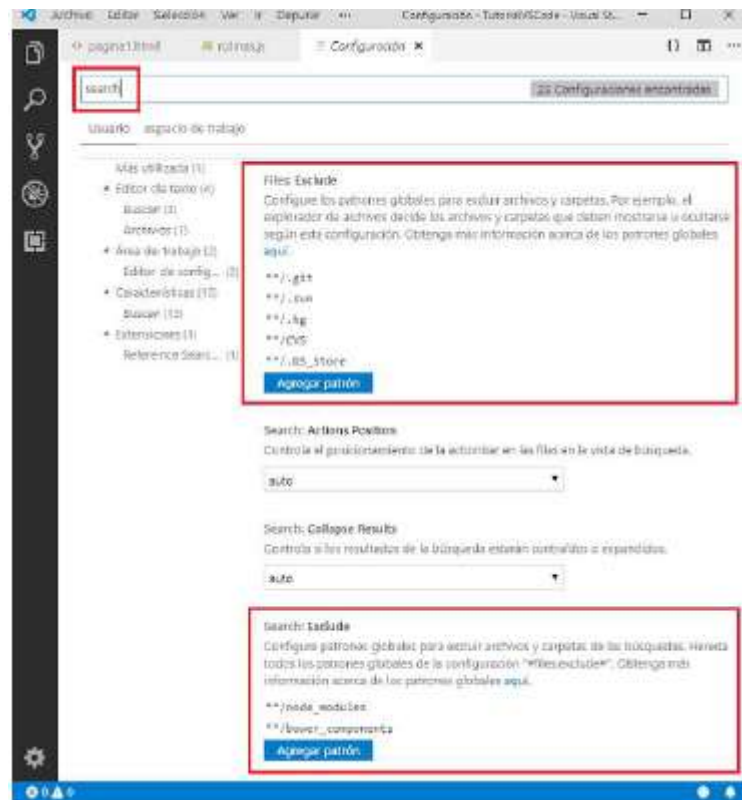 Archivo Editar Selección Ver Ir Depurar ••• Configuración - TutorialVSCode - Visual St...
pagina1.html
Configuración
search
23 Configuraciones encontradas
Usuario espacio de trabajo
Más utilizada (1)
Editor de texto (4)
Buscar (3)
Archivos (1)
Área de trabajo (2)
Editor de config... (2)
Características (13)
Buscar (13)
Extensiones (3)
Reference Searc...
Files: Exclude
Configure los patrones globales para excluir archivos y carpetas. Por ejemplo, el
explorador de archivos decide los archivos y carpetas que deben mostrarse u ocultarse
según esta configuración. Obtenga más información acerca de los patrones globales
aquí.
**/.git
**/.svn
**/.hg
**/CVS
**/.DS_Store
Agregar patrón
Search: Actions Position
Controla el posicionamiento de la actionbar en las filas en la vista de búsqueda.
auto
Search: Collapse Results
Controla si los resultados de la búsqueda estarán contraídos o expandidos.
auto
Search: Exclude
Configure patrones globales para excluir archivos y carpetas de las búsquedas. Hereda
todos los patrones globales de la configuración "#files.exclude#". Obtenga más
información acerca de los patrones globales aquí.
**/node_modules
**/bower_components
Agregar patrón
0 0